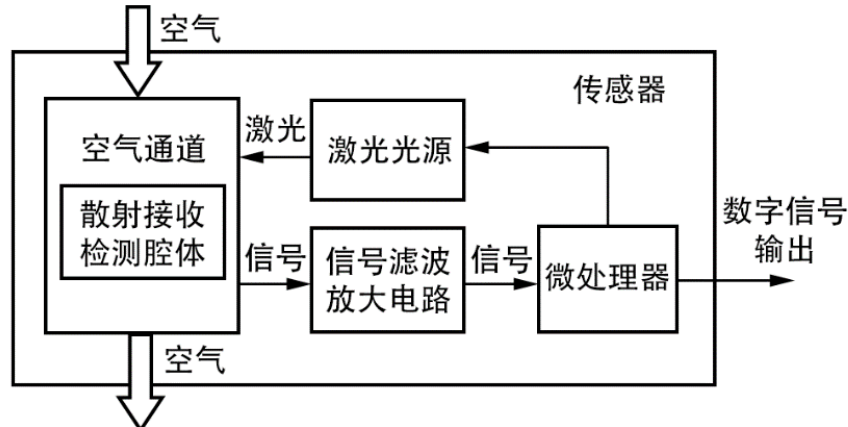 空气
传感器
空气通道
激光
激光光源
散射接收
检测腔体
信号
信号滤波
放大电路
信号
微处理器
数字信号
输出
空气